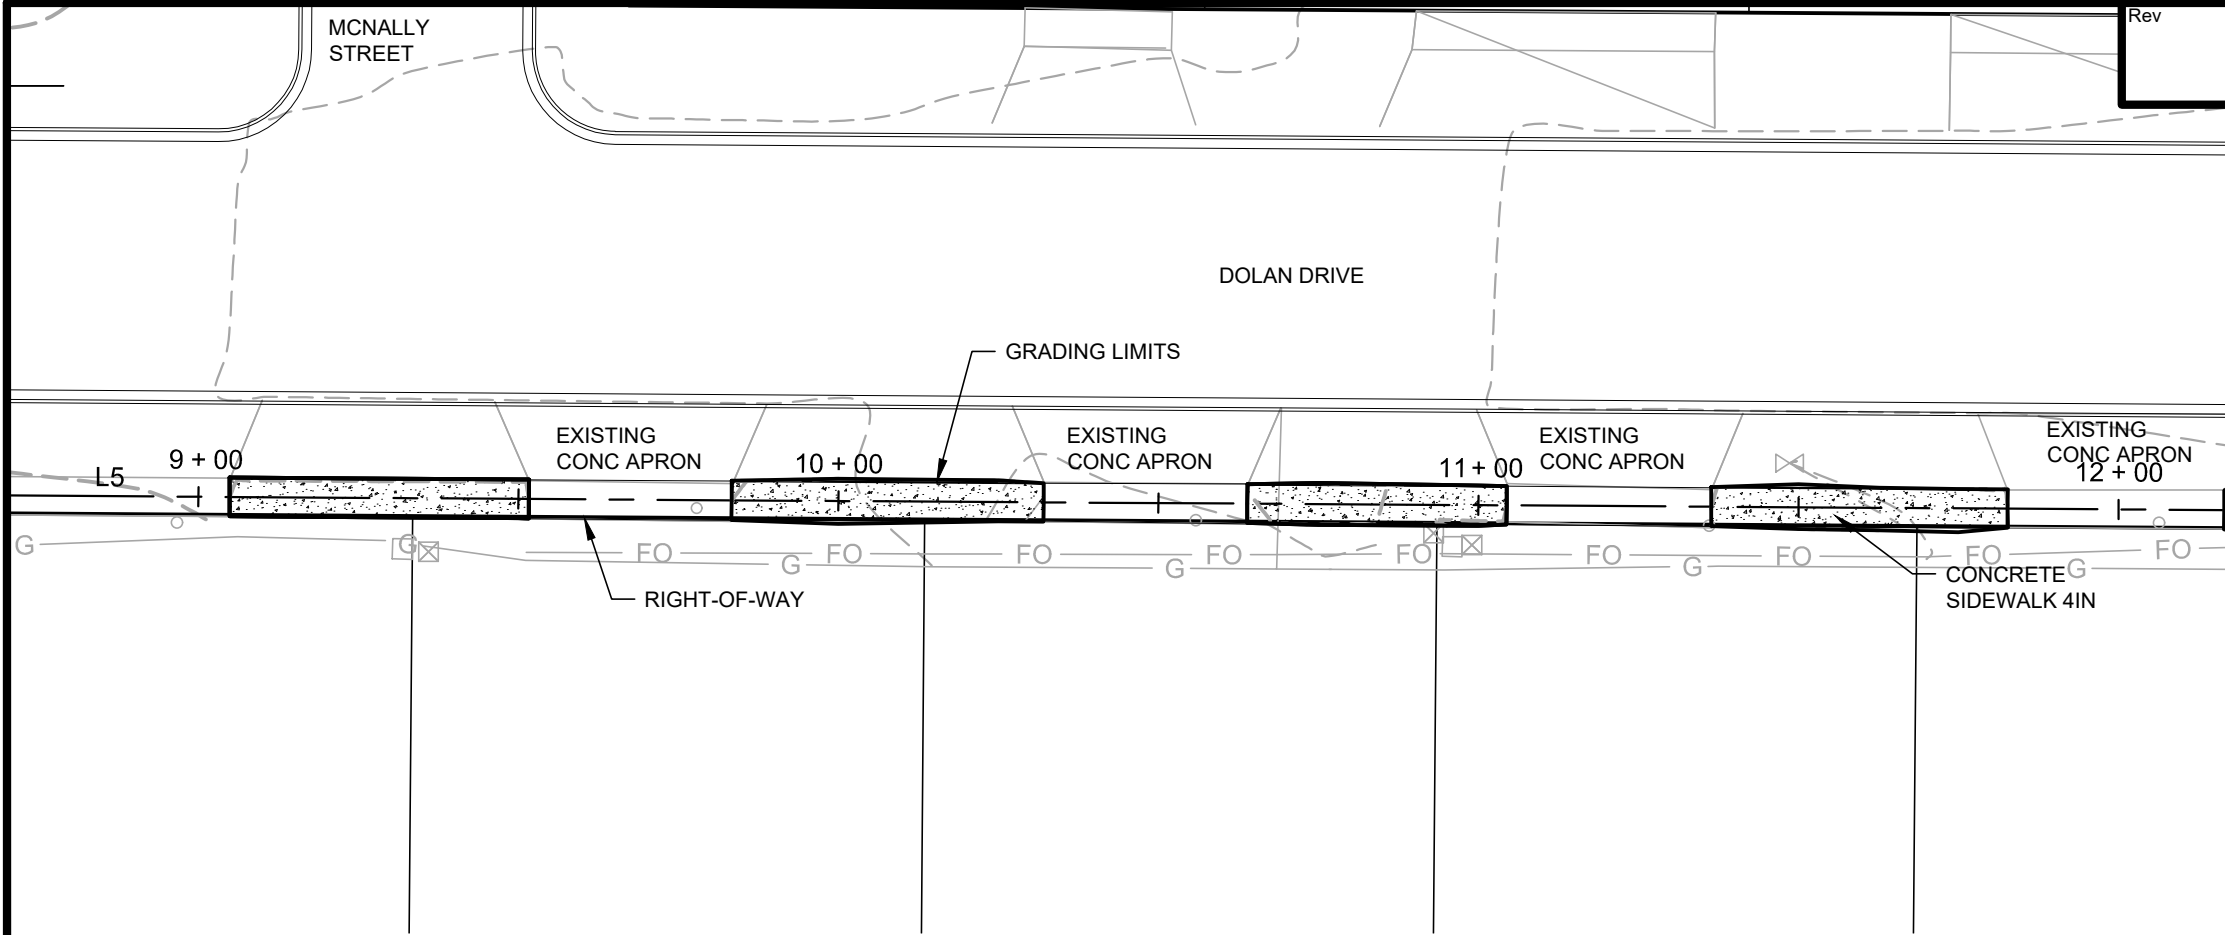 MCNALLY
STREET
Rev
DOLAN DRIVE
GRADING LIMITS
EXISTING
CONC APRON
EXISTING
CONC APRON
EXISTING
CONC APRON
EXISTING
CONC APRON
L5
9 + 00
10 + 00
11 + 00
12 + 00
G
G
FO
G
FO
FO
G
FO
FO
FO
G
FO
FO
G
FO
RIGHT-OF-WAY
CONCRETE
SIDEWALK 4IN